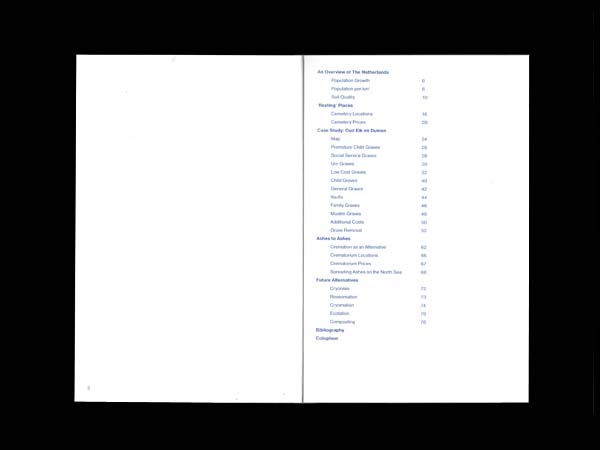 An Overview of The Netherlands
Population Growth 6
Population per km² 8
Soil Quality 10
'Resting' Places
Cemetery Locations 16
Cemetery Prices 20
Case Study: Oud Eik en Duinen
Map 24
Premature Child Graves 26
Social Service Graves 28
Urn Graves 30
Low Cost Graves 32
Child Graves 40
General Graves 42
Vaults 44
Family Graves 46
Muslim Graves 48
Additional Costs 50
Grave Removal 52
Ashes to Ashes
Cremation as an Alternative 62
Crematorium Locations 66
Crematorium Prices 67
Spreading Ashes on the North Sea 68
Future Alternatives
Cryonics 72
Resomation 73
Cryomation 74
Ecolation 75
Composting 76
Bibliography
Colophon